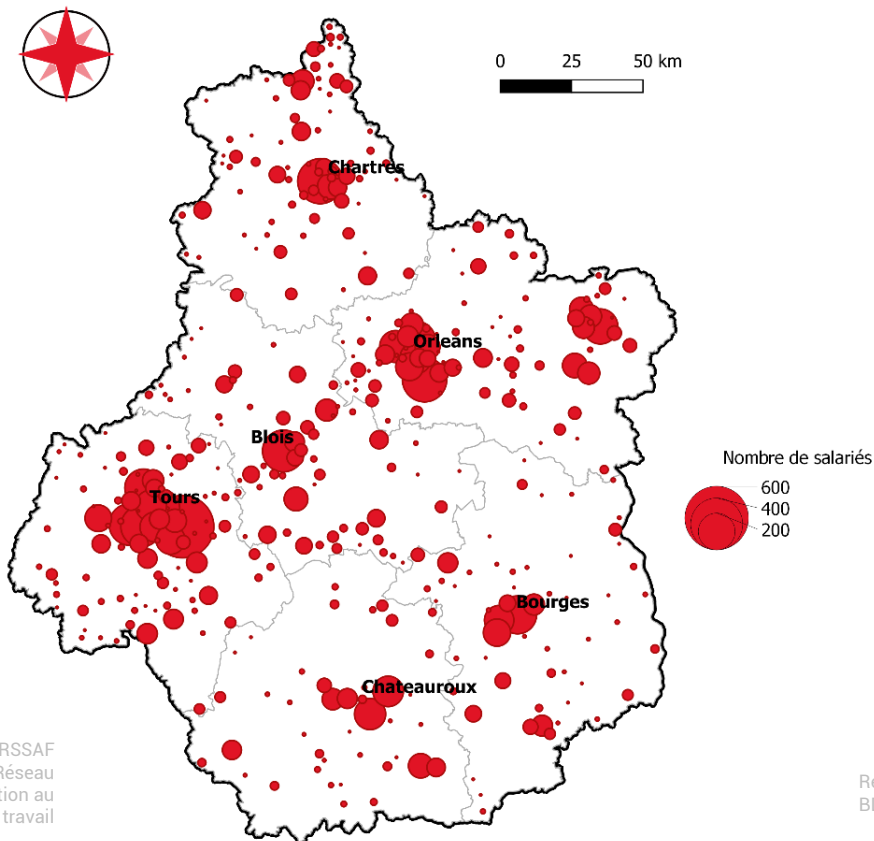 0 25 50 km
Chartres
Orleans
Blois
Nombre de salariés
600
400
200
Tours
Bourges
Chateauroux
RSSAF
Réseau
tion au
travail